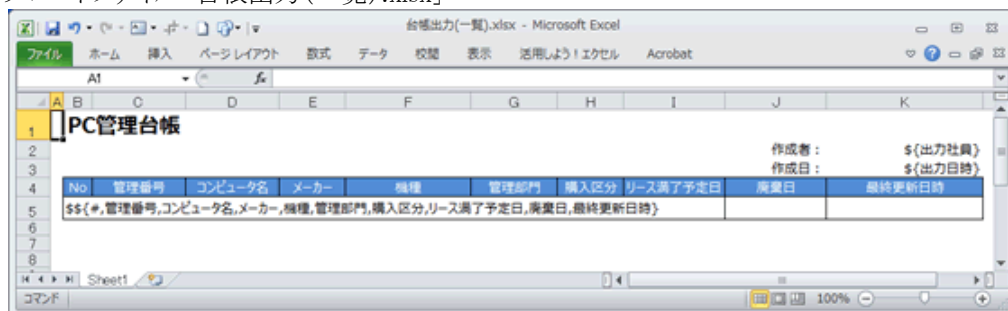 台帳出力(一覧).xlsx - Microsoft Excel
ファイル ホーム 挿入 ページ レイアウト 数式 データ 校閲 表示 活用しよう!エクセル Acrobat
A1 fx
A B C D E F G H I J K
1 PC管理台帳
2 作成者: ${出力社員}
3 作成日: ${出力日時}
4 No 管理番号 コンピュータ名 メーカー 機種 管理部門 購入区分 リース満了予定日 廃棄日 最終更新日時
5 $${#,管理番号,コンピュータ名,メーカー,機種,管理部門,購入区分,リース満了予定日,廃棄日,最終更新日時}
6
7
8
Sheet1
コマンド 100%